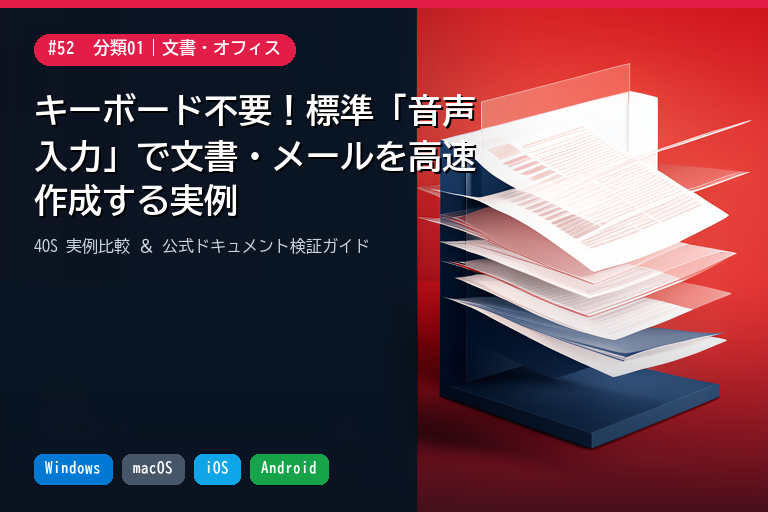 #52 分類01｜文書・オフィス
キーボード不要！標準「音声
入力」で文書・メールを高速
作成する実例
4OS 実例比較 ＆ 公式ドキュメント検証ガイド
Windows macOS iOS Android